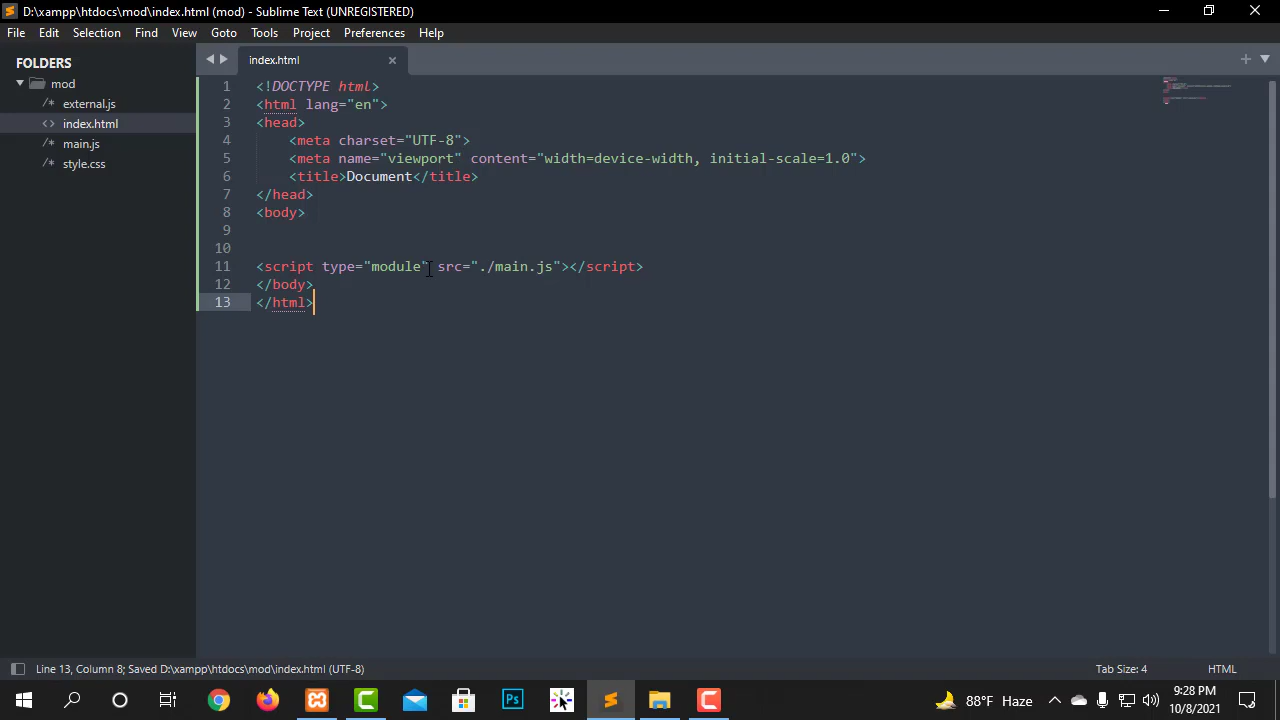 D:\xampp\htdocs\mod\index.html (mod) - Sublime Text (UNREGISTERED)
File Edit Selection Find View Goto Tools Project Preferences Help
FOLDERS
mod
/* external.js
<> index.html
/* main.js
/* style.css
index.html
1 <!DOCTYPE html>
2 <html lang="en">
3 <head>
4 <meta charset="UTF-8">
5 <meta name="viewport" content="width=device-width, initial-scale=1.0">
6 <title>Document</title>
7 </head>
8 <body>
9
10
11 <script type="module" src="./main.js"></script>
12 </body>
13 </html>
Line 13, Column 8; Saved D:\xampp\htdocs\mod\index.html (UTF-8)
Tab Size: 4
HTML
Ps
88°F Haze
9:28 PM
10/8/2021